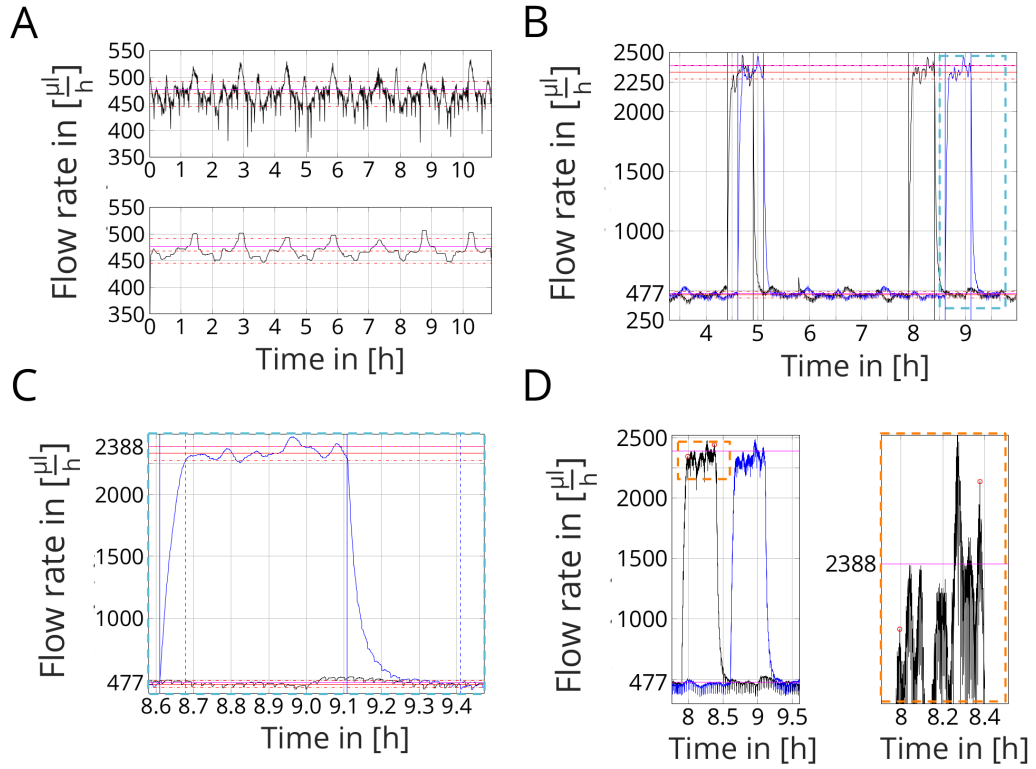 A
550
500
450
400
350
0 1 2 3 4 5 6 7 8 9 10
550
500
450
400
350
0 1 2 3 4 5 6 7 8 9 10
Flow rate in [µl/h]
Time in [h]
B
2500
2250
1500
1000
477
250
4 5 6 7 8 9
Flow rate in [µl/h]
Time in [h]
C
2388
2000
1500
1000
477
8.6 8.7 8.8 8.9 9.0 9.1 9.2 9.3 9.4
Flow rate in [µl/h]
Time in [h]
D
2500
2000
1500
1000
477
8 8.5 9 9.5
Flow rate in [µl/h]
Time in [h]
2388
8 8.2 8.4
Time in [h]